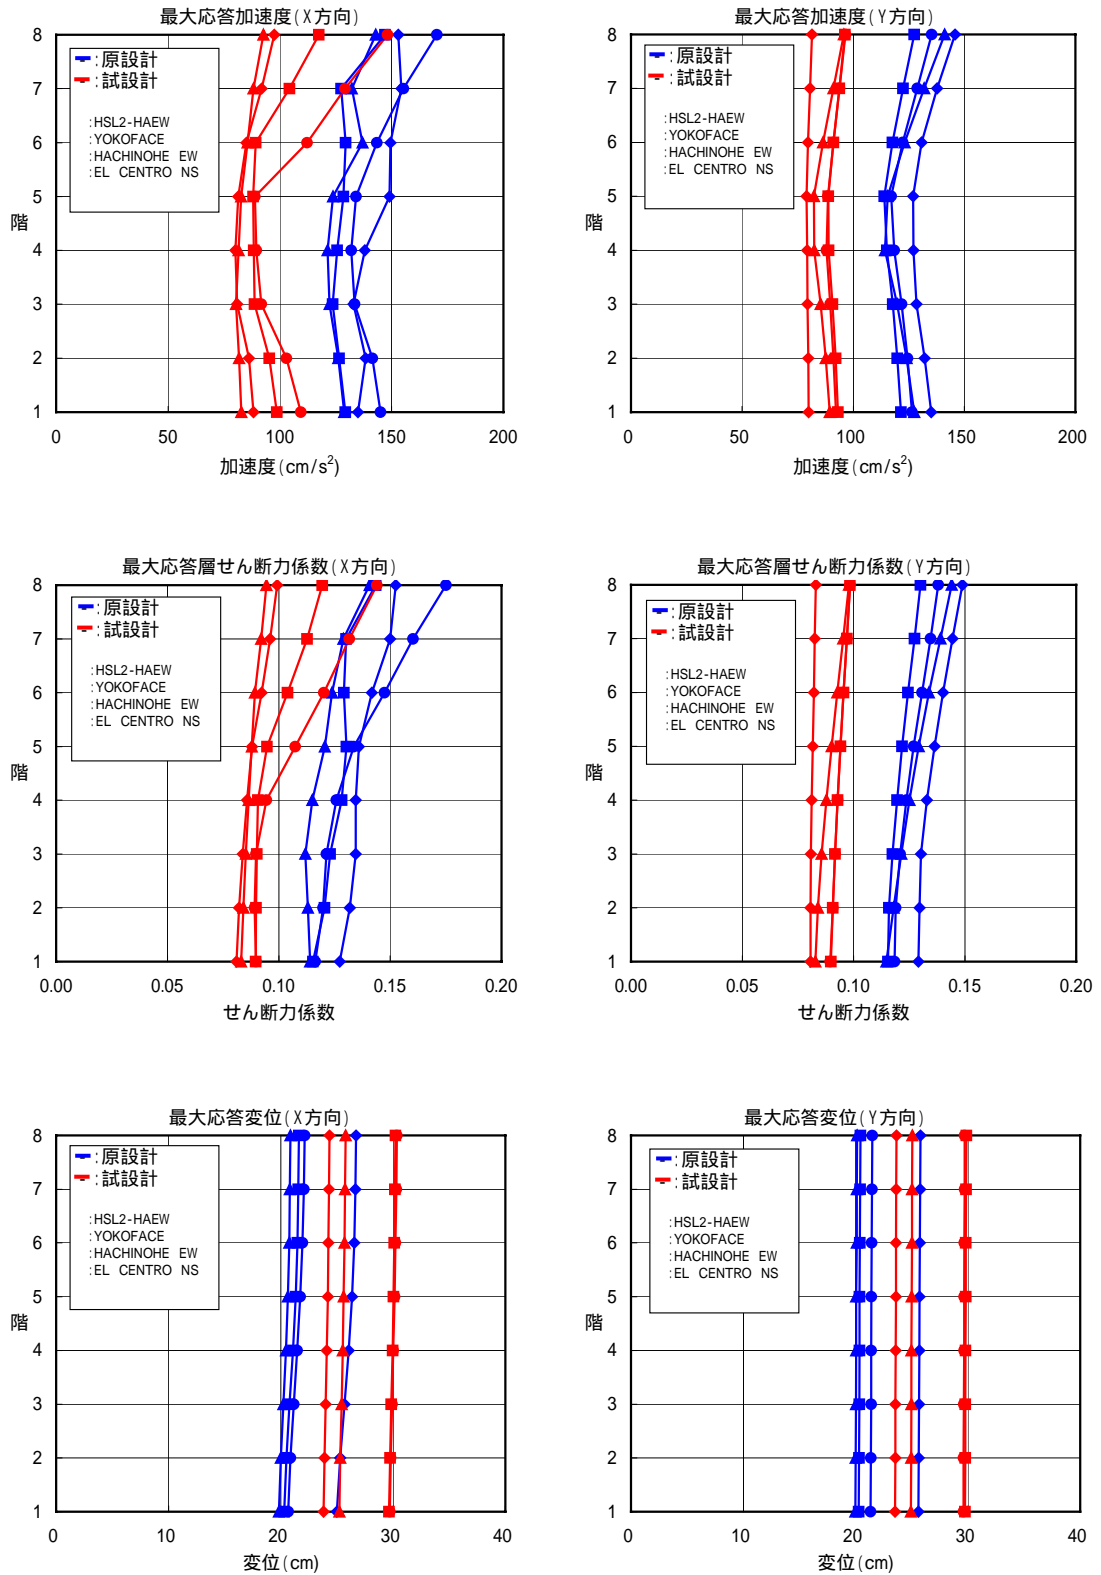 最大応答加速度(X方向)
8
7
6
5
階
4
3
2
1
:原設計
:試設計
:HSL2-HAEW
:YOKOFACE
:HACHINOHE EW
:EL CENTRO NS
0 50 100 150 200
加速度(cm/s²)
最大応答加速度(Y方向)
8
7
6
5
階
4
3
2
1
:原設計
:試設計
:HSL2-HAEW
:YOKOFACE
:HACHINOHE EW
:EL CENTRO NS
0 50 100 150 200
加速度(cm/s²)
最大応答層せん断力係数(X方向)
8
7
6
5
階
4
3
2
1
:原設計
:試設計
:HSL2-HAEW
:YOKOFACE
:HACHINOHE EW
:EL CENTRO NS
0.00 0.05 0.10 0.15 0.20
せん断力係数
最大応答層せん断力係数(Y方向)
8
7
6
5
階
4
3
2
1
:原設計
:試設計
:HSL2-HAEW
:YOKOFACE
:HACHINOHE EW
:EL CENTRO NS
0.00 0.05 0.10 0.15 0.20
せん断力係数
最大応答変位(X方向)
8
7
6
5
階
4
3
2
1
:原設計
:試設計
:HSL2-HAEW
:YOKOFACE
:HACHINOHE EW
:EL CENTRO NS
0 10 20 30 40
変位(cm)
最大応答変位(Y方向)
8
7
6
5
階
4
3
2
1
:原設計
:試設計
:HSL2-HAEW
:YOKOFACE
:HACHINOHE EW
:EL CENTRO NS
0 10 20 30 40
変位(cm)